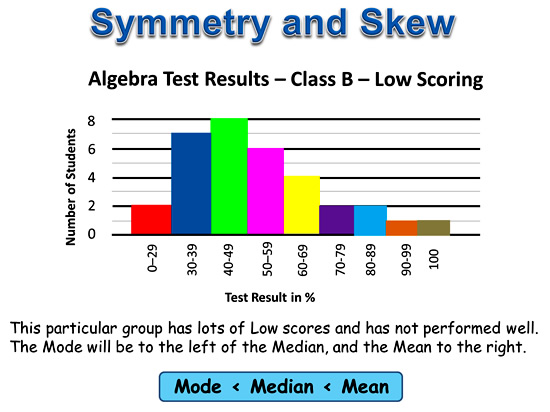 Symmetry and Skew
Algebra Test Results – Class B – Low Scoring
Number of Students
8
6
4
2
0
0–29
30-39
40-49
50–59
60-69
70-79
80-89
90-99
100
Test Result in %
This particular group has lots of Low scores and has not performed well.
The Mode will be to the left of the Median, and the Mean to the right.
Mode < Median < Mean